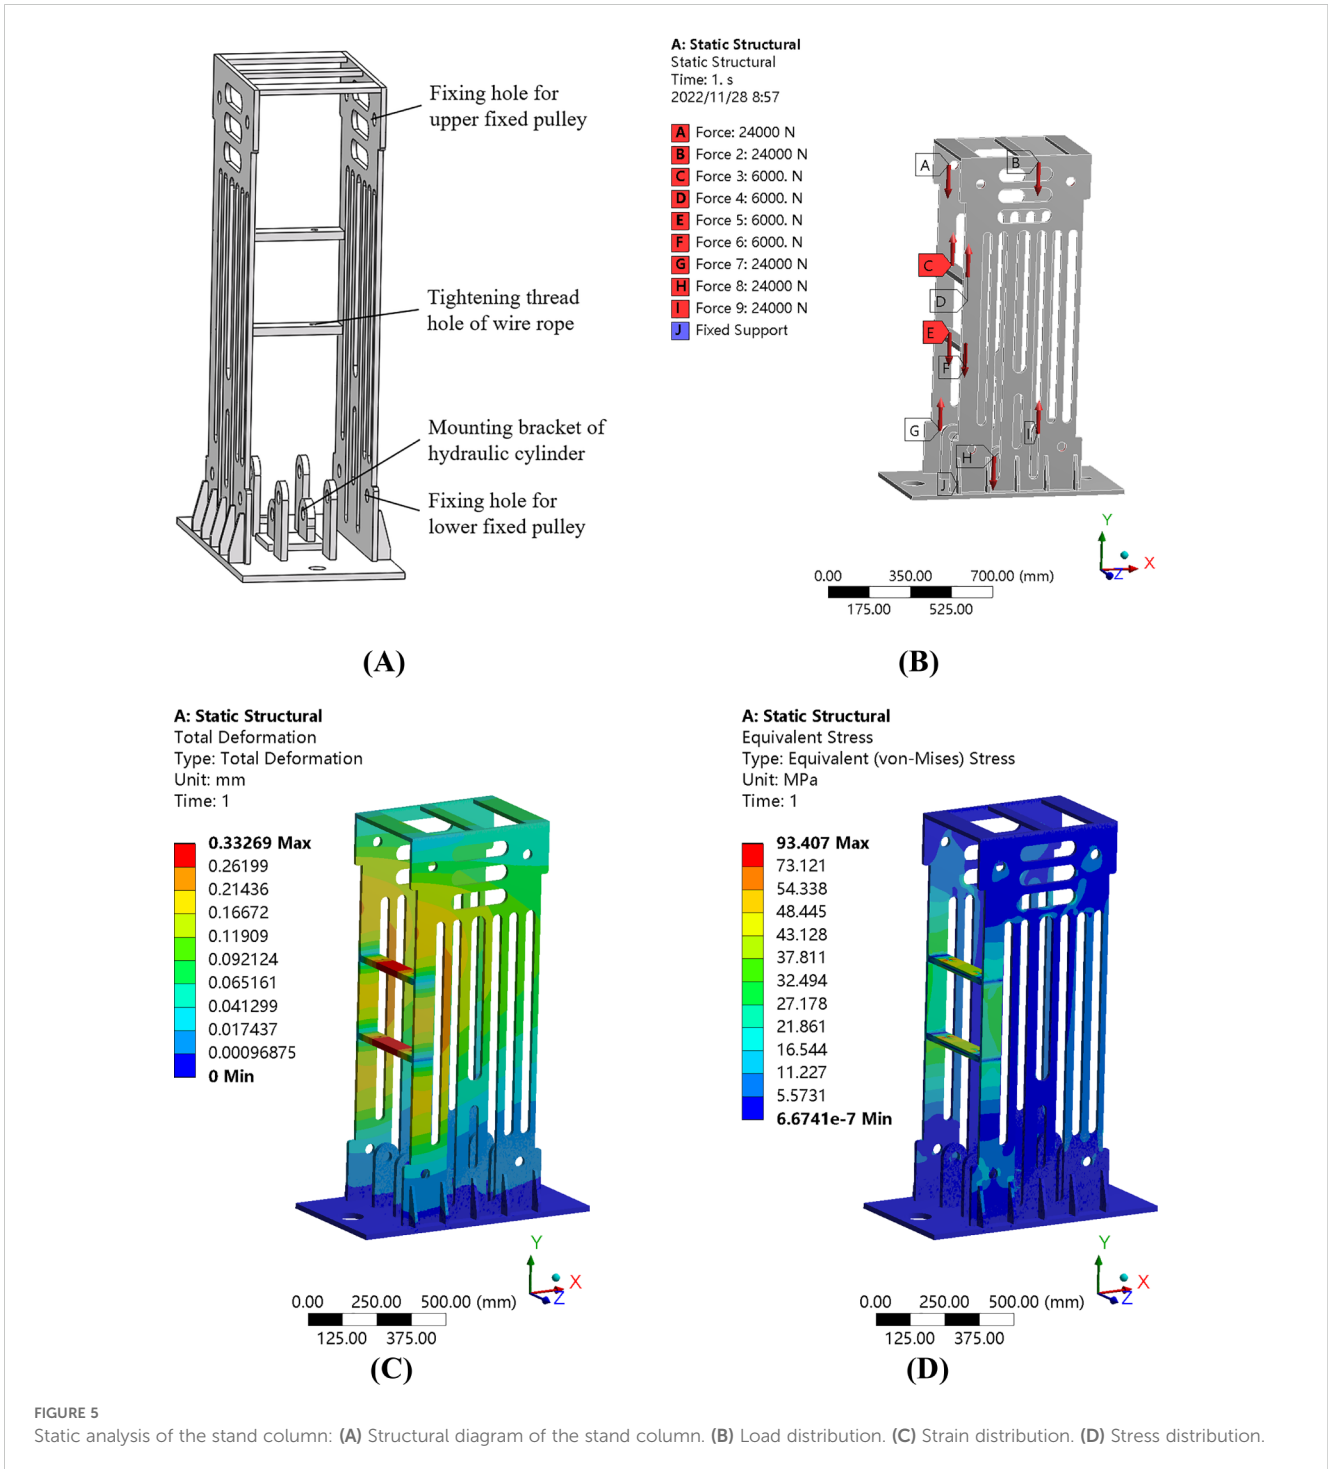 Fixing hole for
upper fixed pulley
Tightening thread
hole of wire rope
Mounting bracket of
hydraulic cylinder
Fixing hole for
lower fixed pulley
(A)
A: Static Structural
Static Structural
Time: 1. s
2022/11/28 8:57
A Force: 24000 N
B Force 2: 24000 N
C Force 3: 6000. N
D Force 4: 6000. N
E Force 5: 6000. N
F Force 6: 6000. N
G Force 7: 24000 N
H Force 8: 24000 N
I Force 9: 24000 N
J Fixed Support
A
B
C
D
E
F
G
I
H
J
Y
X
Z
0.00 350.00 700.00 (mm)
175.00 525.00
(B)
A: Static Structural
Total Deformation
Type: Total Deformation
Unit: mm
Time: 1
0.33269 Max
0.26199
0.21436
0.16672
0.11909
0.092124
0.065161
0.041299
0.017437
0.00096875
0 Min
Y
X
Z
0.00 250.00 500.00 (mm)
125.00 375.00
(C)
A: Static Structural
Equivalent Stress
Type: Equivalent (von-Mises) Stress
Unit: MPa
Time: 1
93.407 Max
73.121
54.338
48.445
43.128
37.811
32.494
27.178
21.861
16.544
11.227
5.5731
6.6741e-7 Min
Y
X
Z
0.00 250.00 500.00 (mm)
125.00 375.00
(D)
FIGURE 5
Static analysis of the stand column: (A) Structural diagram of the stand column. (B) Load distribution. (C) Strain distribution. (D) Stress distribution.